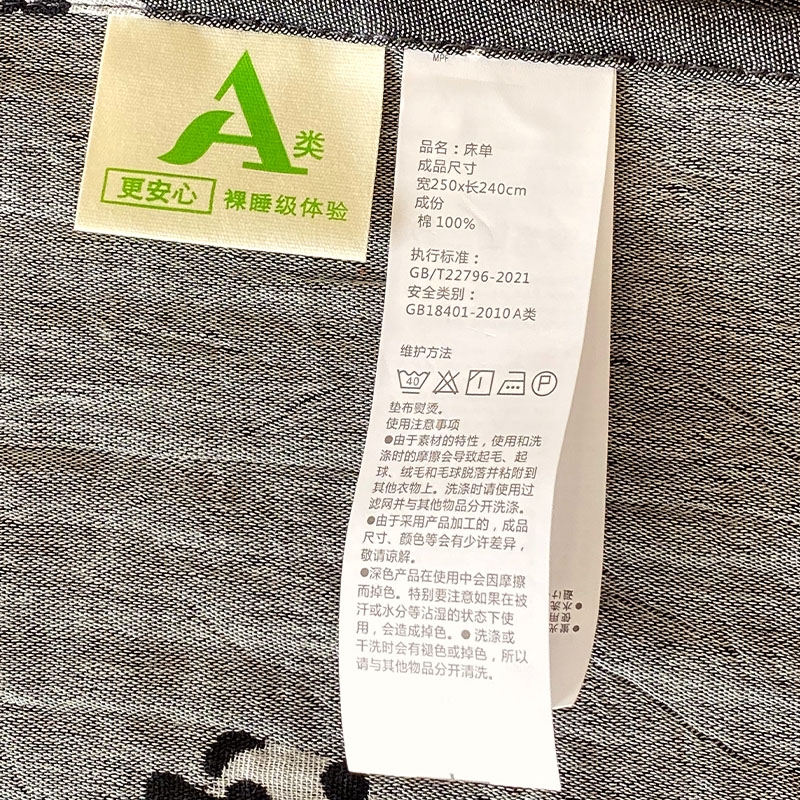 A类
更安心 裸睡级体验
MPF
品名：床单
成品尺寸
宽250x长240cm
成份
棉 100%
执行标准：
GB/T22796-2021
安全类别：
GB18401-2010 A类
维护方法
40
P
垫布熨烫。
使用注意事项
●由于素材的特性，使用和洗
涤时的摩擦会导致起毛、起
球、绒毛和毛球脱落并粘附到
其他衣物上。洗涤时请使用过
滤网并与其他物品分开洗涤。
●由于采用产品加工的，成品
尺寸、颜色等会有少许差异，
敬请谅解。
●深色产品在使用中会因摩擦
而掉色。特别要注意如果在被
汗或水分等沾湿的状态下使
用，会造成掉色。● 洗涤或
干洗时会有褪色或掉色，所以
请与其他物品分开清洗。